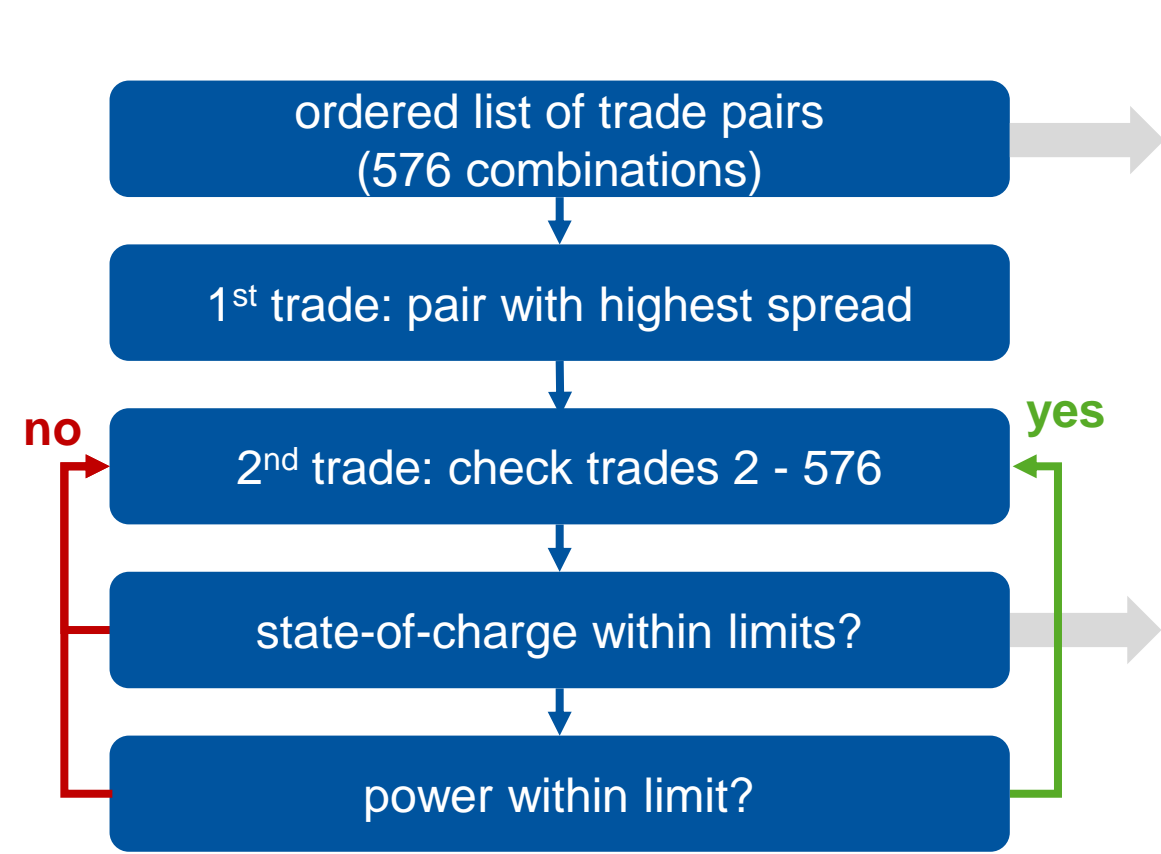 ordered list of trade pairs
(576 combinations)
1st trade: pair with highest spread
no
yes
2nd trade: check trades 2 - 576
state-of-charge within limits?
power within limit?